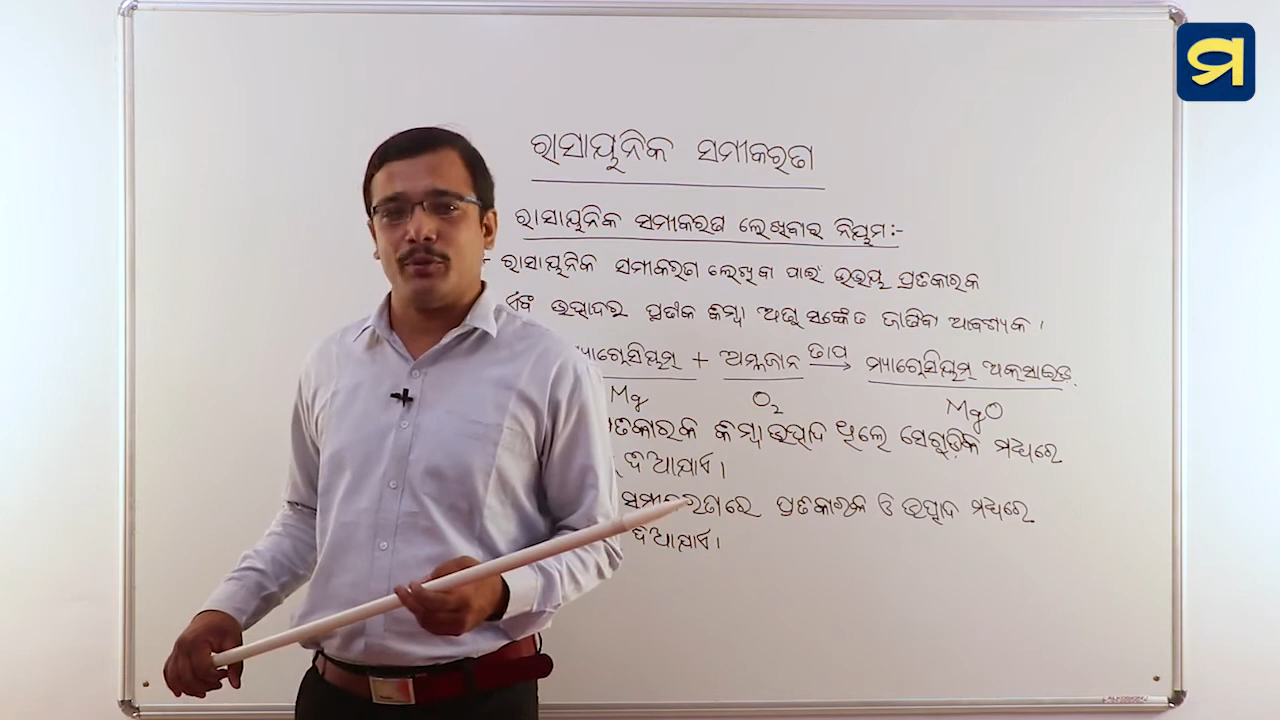 ମ
ରାସାୟନିକ ସମୀକରଣ
ରାସାୟନିକ ସମୀକରଣ ଲେଖିବାର ନିୟମ:-
- ରାସାୟନିକ ସମୀକରଣ ଲେଖିବା ପାଇଁ ଉଭୟ ପ୍ରତିକାରକ
ଏବଂ ଉତ୍ପାଦର ପ୍ରତୀକ କିମ୍ବା ଅଣୁ ସଙ୍କେତ ଜାଣିବା ଆବଶ୍ୟକ ।
ମ୍ୟାଗ୍ନେସିୟମ୍ + ଅମ୍ଳଜାନ ତାପ → ମ୍ୟାଗ୍ନେସିୟମ୍ ଅକ୍ସାଇଡ୍
Mg O₂ MgO
କିମ୍ବା ଉତ୍ପାଦ ଥିଲେ ସେଗୁଡ଼ିକ ମଧ୍ୟରେ
ଦିଆଯାଏ ।
ସମୀକରଣରେ ପ୍ରତିକାରକ ଓ ଉତ୍ପାଦ ମଧ୍ୟରେ
ଦିଆଯାଏ ।